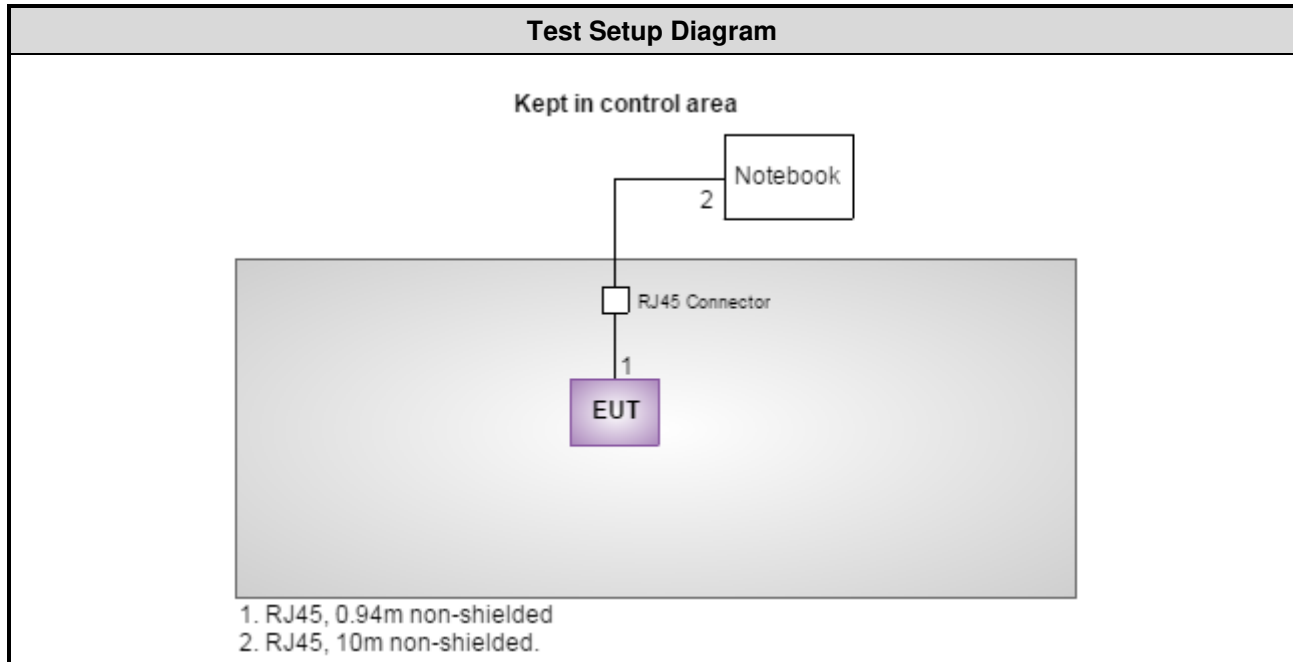 Test Setup Diagram
Kept in control area
Notebook
2
RJ45 Connector
1
EUT
1. RJ45, 0.94m non-shielded
2. RJ45, 10m non-shielded.